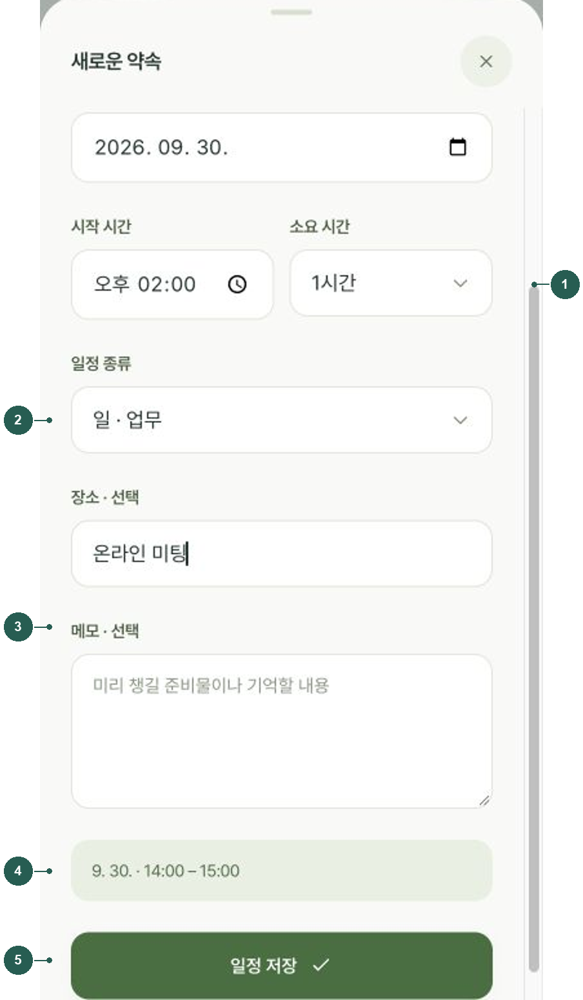 새로운 약속
2026. 09. 30.
시작 시간 소요 시간
오후 02:00 1시간
1
일정 종류
2 일 · 업무
장소 · 선택
온라인 미팅
3 메모 · 선택
미리 챙길 준비물이나 기억할 내용
4 9. 30. · 14:00 – 15:00
5 일정 저장